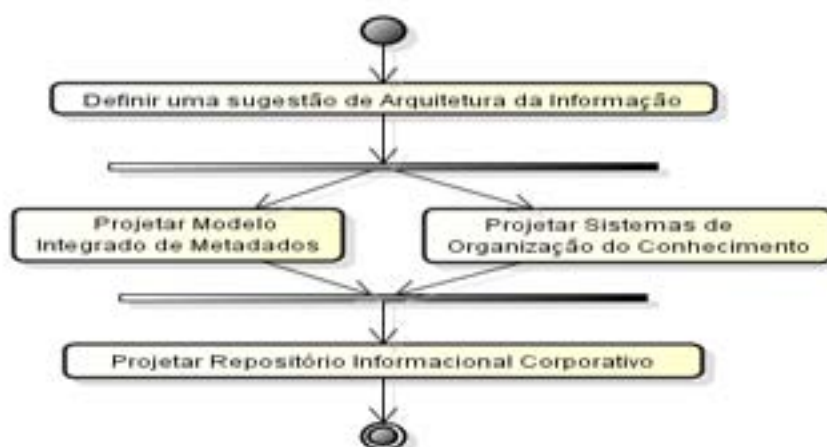 Definir uma sugestão de Arquitetura da Informação
Projetar Modelo
Integrado de Metadados
Projetar Sistemas de
Organização do Conhecimento
Projetar Repositório Informacional Corporativo